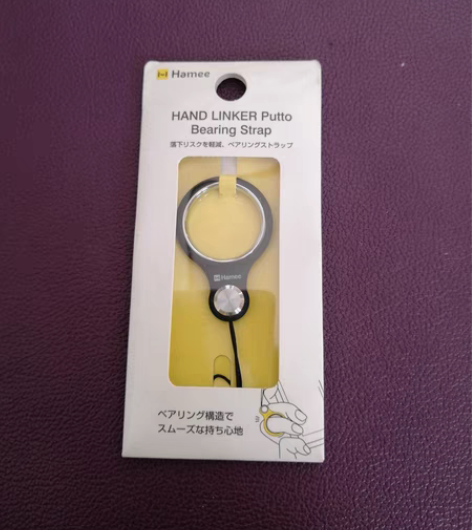 Hamee
HAND LINKER Putto
Bearing Strap
落下リスクを軽減、ベアリングストラップ
Hamee
ベアリング構造で
スムーズな持ち心地